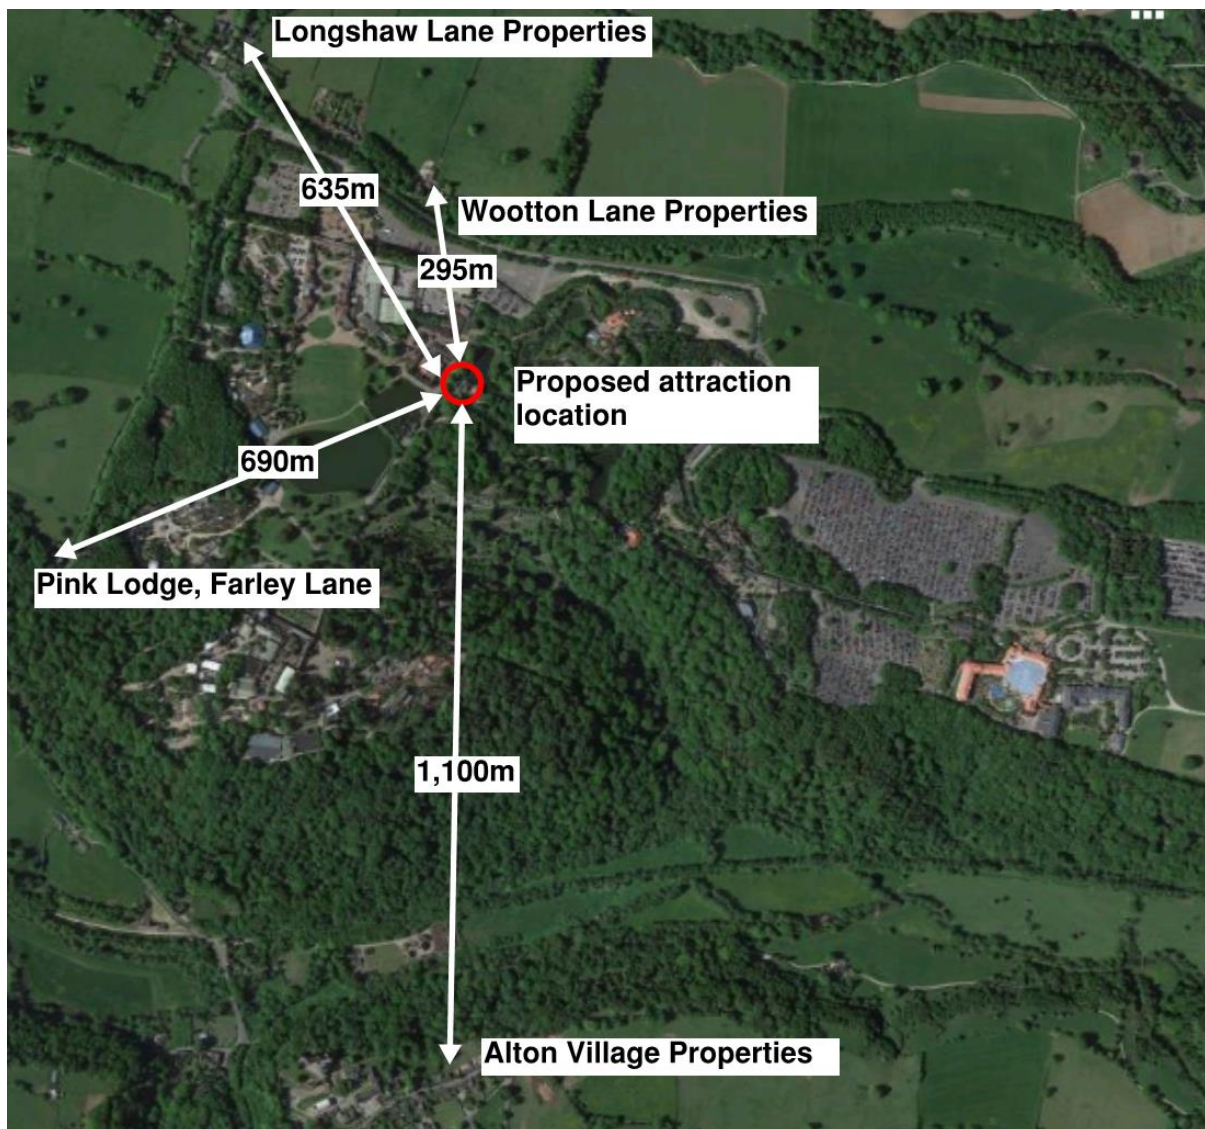 Longshaw Lane Properties
635m
Wootton Lane Properties
295m
Proposed attraction
location
690m
Pink Lodge, Farley Lane
1,100m
Alton Village Properties